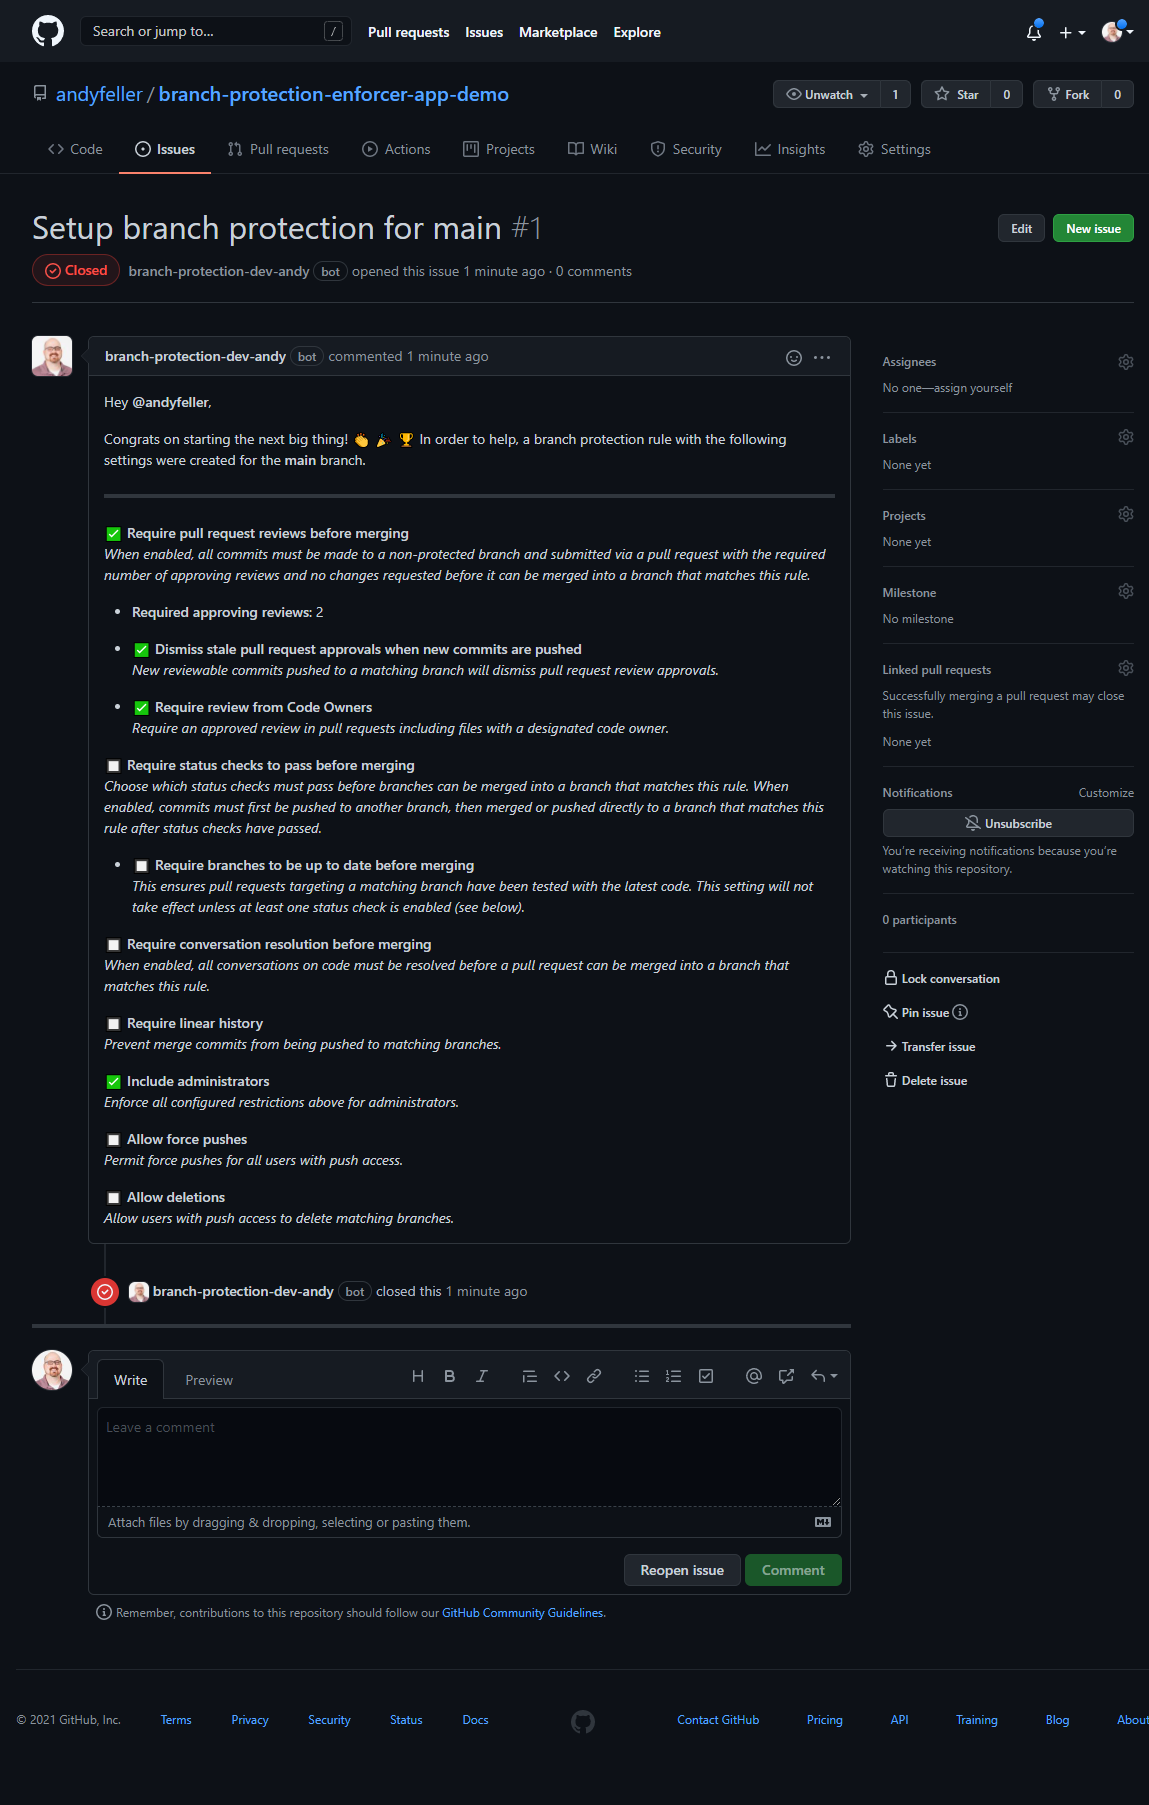 Search or jump to... /
Pull requests Issues Marketplace Explore
andyfeller / branch-protection-enforcer-app-demo
Unwatch 1 Star 0 Fork 0
Code Issues Pull requests Actions Projects Wiki Security Insights Settings
Setup branch protection for main #1
Edit New issue
Closed branch-protection-dev-andy bot opened this issue 1 minute ago · 0 comments
branch-protection-dev-andy bot commented 1 minute ago
Hey @andyfeller,
Congrats on starting the next big thing! 👏 🎉 🏆 In order to help, a branch protection rule with the following
settings were created for the main branch.
✅ Require pull request reviews before merging
When enabled, all commits must be made to a non-protected branch and submitted via a pull request with the required
number of approving reviews and no changes requested before it can be merged into a branch that matches this rule.
• Required approving reviews: 2
• ✅ Dismiss stale pull request approvals when new commits are pushed
New reviewable commits pushed to a matching branch will dismiss pull request review approvals.
• ✅ Require review from Code Owners
Require an approved review in pull requests including files with a designated code owner.
Require status checks to pass before merging
Choose which status checks must pass before branches can be merged into a branch that matches this rule. When
enabled, commits must first be pushed to another branch, then merged or pushed directly to a branch that matches this
rule after status checks have passed.
• Require branches to be up to date before merging
This ensures pull requests targeting a matching branch have been tested with the latest code. This setting will not
take effect unless at least one status check is enabled (see below).
Require conversation resolution before merging
When enabled, all conversations on code must be resolved before a pull request can be merged into a branch that
matches this rule.
Require linear history
Prevent merge commits from being pushed to matching branches.
✅ Include administrators
Enforce all configured restrictions above for administrators.
Allow force pushes
Permit force pushes for all users with push access.
Allow deletions
Allow users with push access to delete matching branches.
branch-protection-dev-andy bot closed this 1 minute ago
Assignees
No one—assign yourself
Labels
None yet
Projects
None yet
Milestone
No milestone
Linked pull requests
Successfully merging a pull request may close
this issue.
None yet
Notifications Customize
Unsubscribe
You're receiving notifications because you're
watching this repository.
0 participants
Lock conversation
Pin issue
Transfer issue
Delete issue
Write Preview
Leave a comment
Attach files by dragging & dropping, selecting or pasting them.
Reopen issue Comment
Remember, contributions to this repository should follow our GitHub Community Guidelines.
© 2021 GitHub, Inc. Terms Privacy Security Status Docs Contact GitHub Pricing API Training Blog About